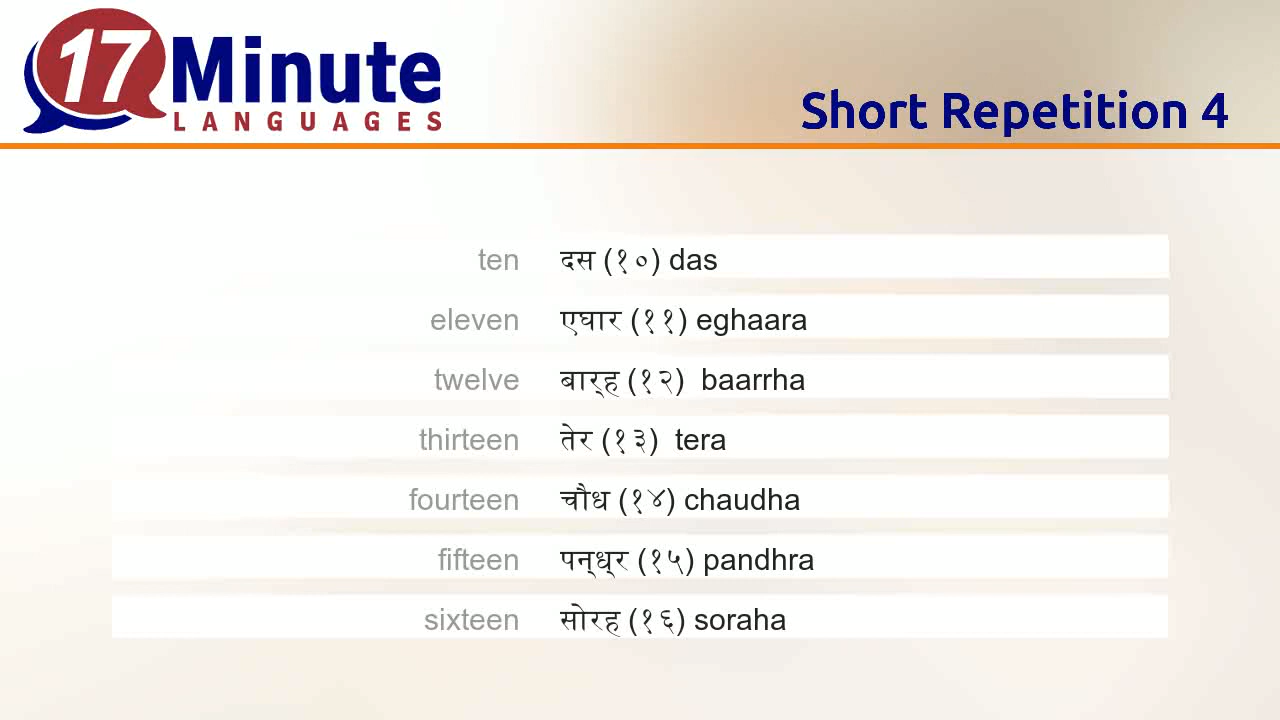 17 Minute
LANGUAGES
Short Repetition 4
ten दस (१०) das
eleven एघार (११) eghaara
twelve बार्‌ह (१२) baarrha
thirteen तेर (१३) tera
fourteen चौध (१४) chaudha
fifteen पन्‌ध्‌र (१५) pandhra
sixteen सोरह (१६) soraha